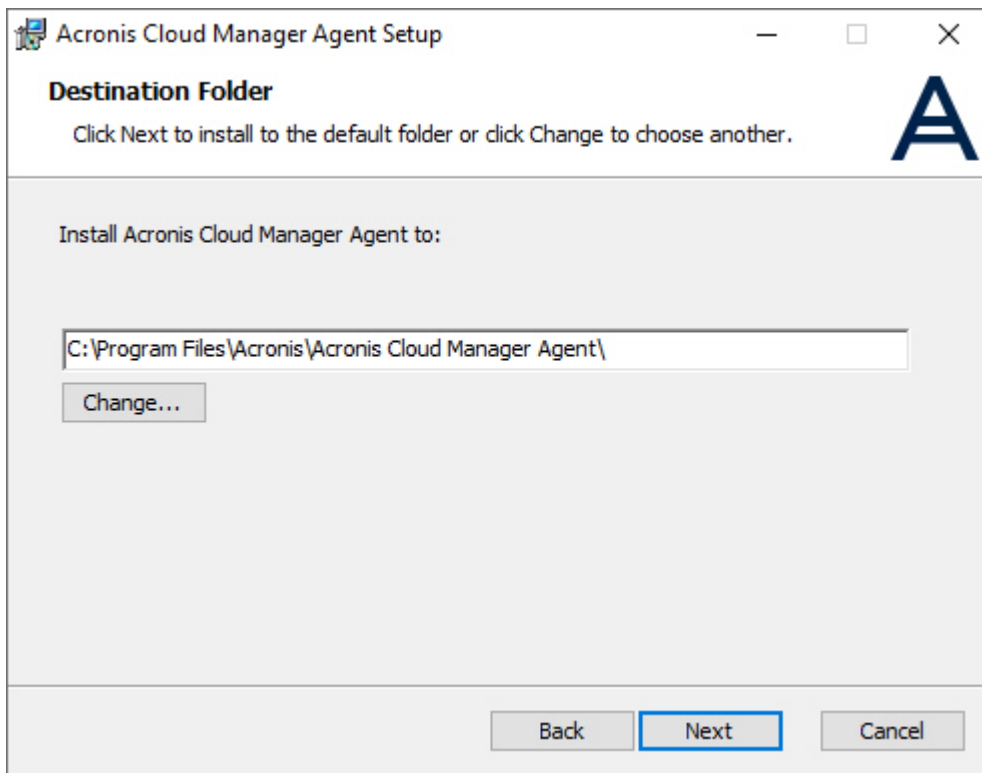 Acronis Cloud Manager Agent Setup
Destination Folder
Click Next to install to the default folder or click Change to choose another.
Install Acronis Cloud Manager Agent to:
C:\Program Files\Acronis\Acronis Cloud Manager Agent\
Change...
Back Next Cancel